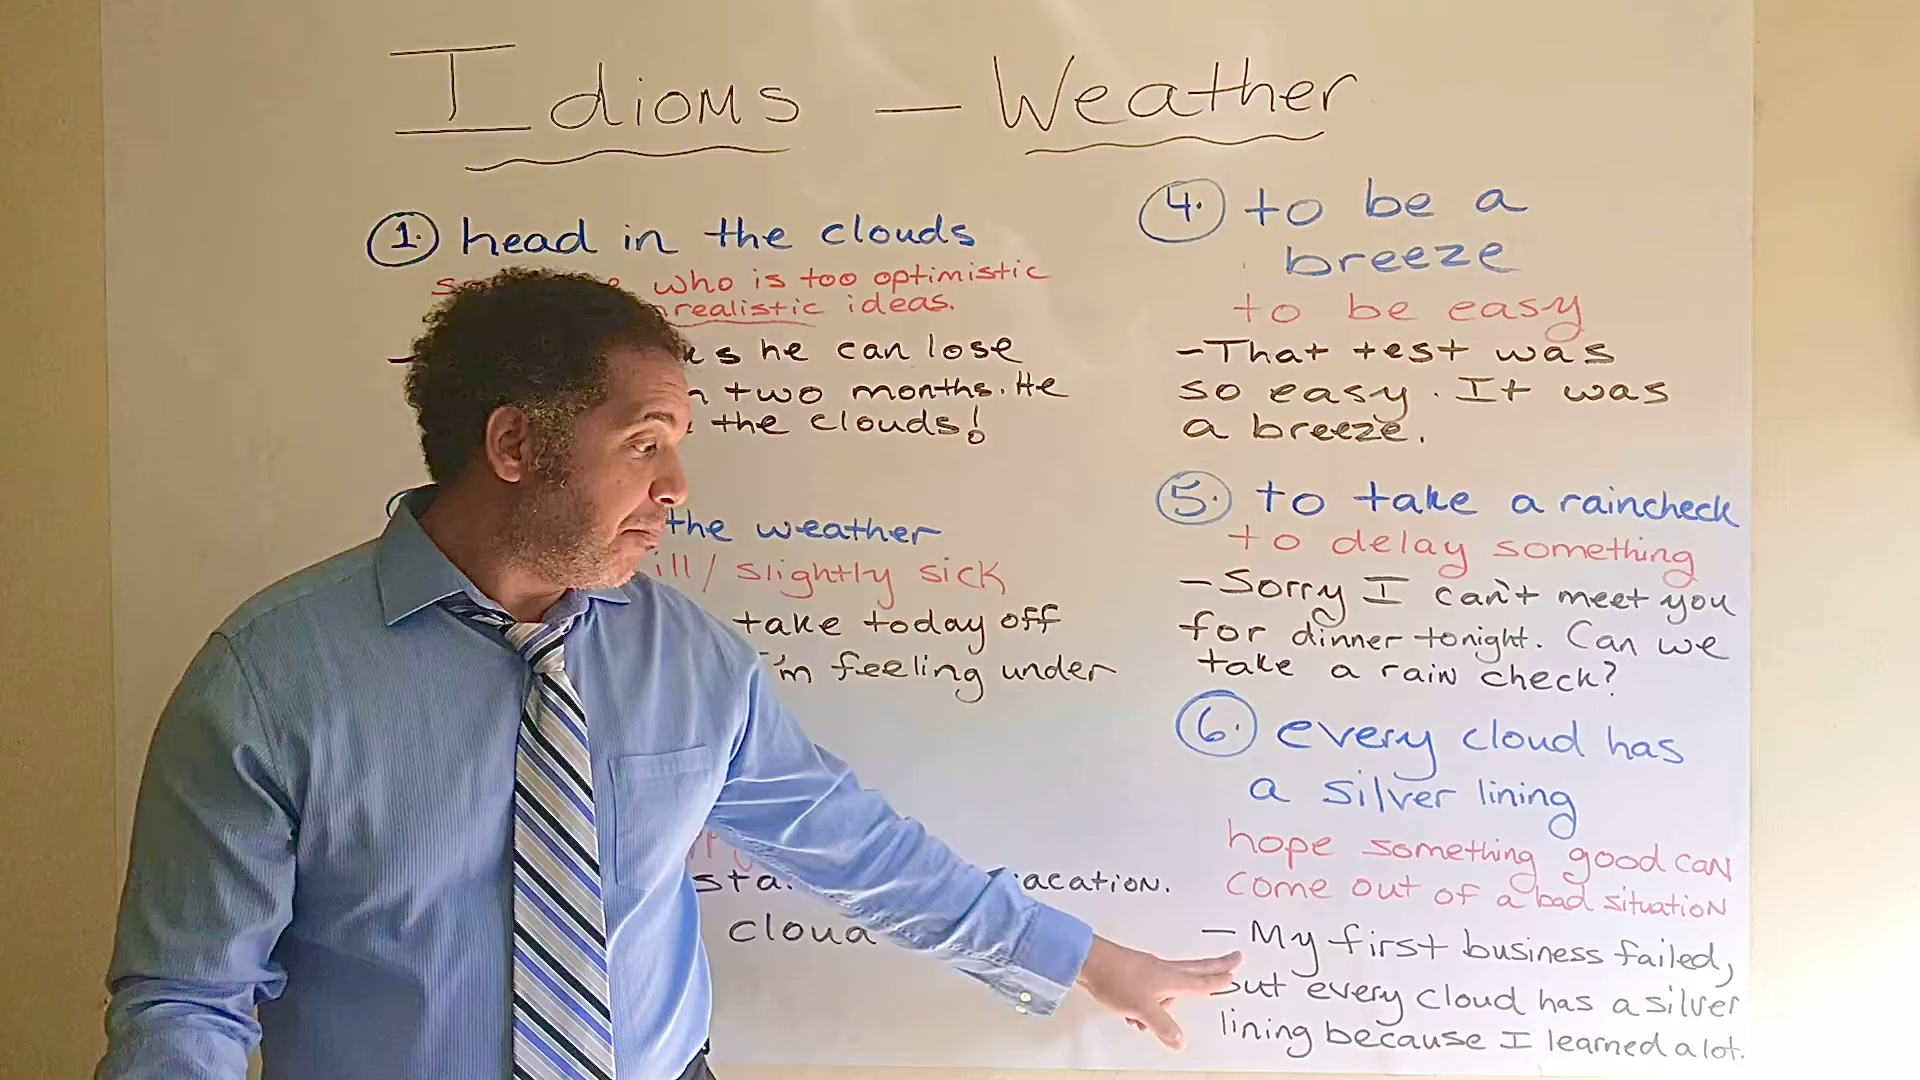 Idioms — Weather
1. head in the clouds
who is too optimistic
realistic ideas.
he can lose
two months. He
the clouds!
the weather
ill / slightly sick
take today off
I'm feeling under
cloud
4. to be a
breeze
to be easy
- That test was
so easy. It was
a breeze.
5. to take a raincheck
to delay something
- Sorry I can't meet you
for dinner tonight. Can we
take a rain check?
6. every cloud has
a silver lining
hope something good can
come out of a bad situation
- My first business failed,
but every cloud has a silver
lining because I learned a lot.